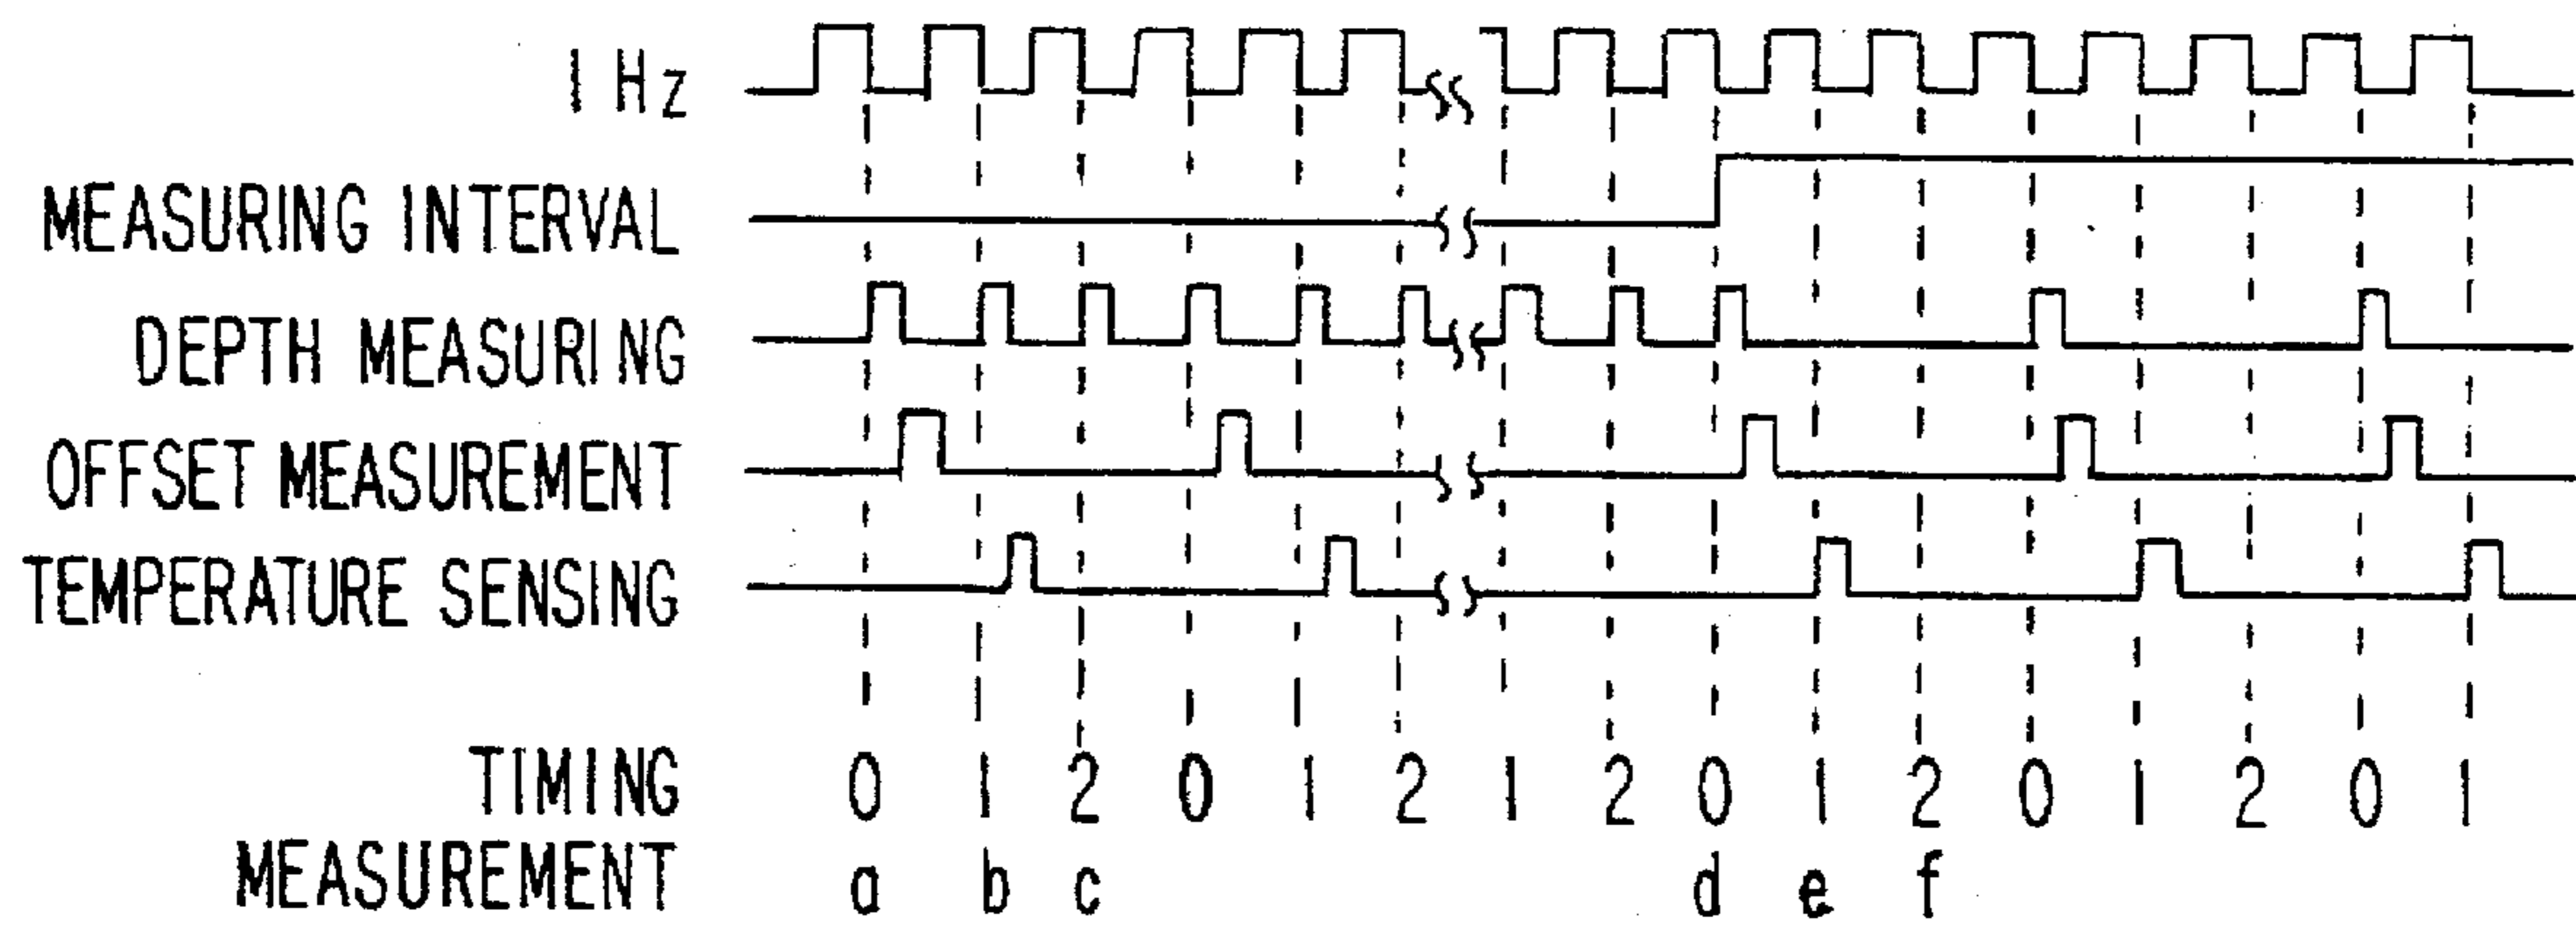 1 Hz
MEASURING INTERVAL
DEPTH MEASURING
OFFSET MEASUREMENT
TEMPERATURE SENSING
TIMING 0 1 2 0 1 2 1 2 0 1 2 0 1 2 0 1
MEASUREMENT a b c d e f